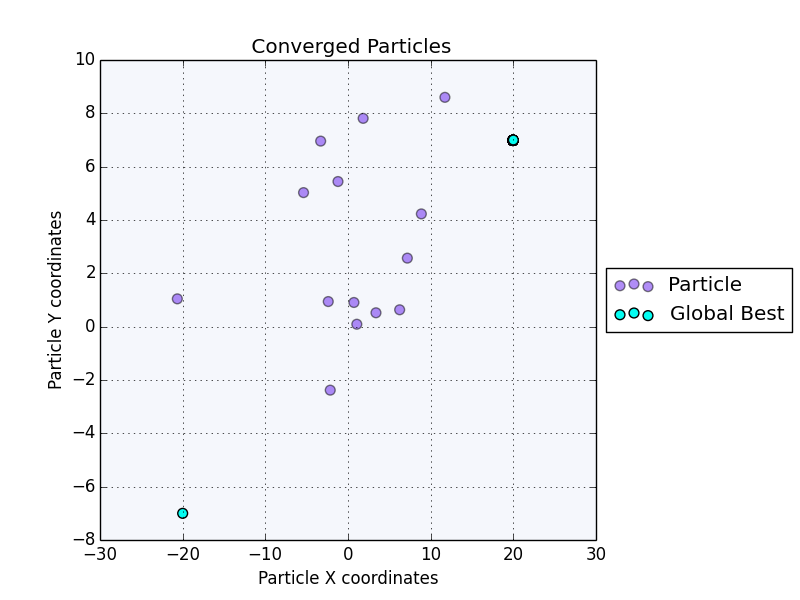 Converged Particles
10
8
6
4
2
0
−2
−4
−6
−8
Particle Y coordinates
−30 −20 −10 0 10 20 30
Particle X coordinates
Particle
Global Best